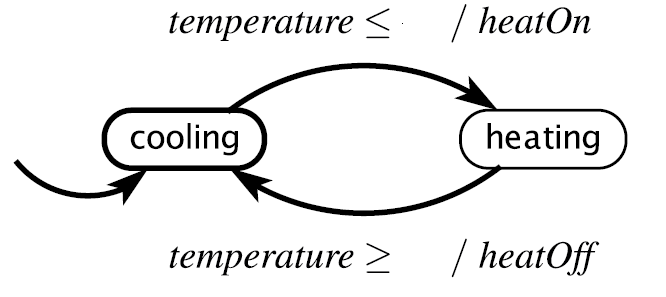 temperature ≤ / heatOn
cooling
heating
temperature ≥ / heatOff